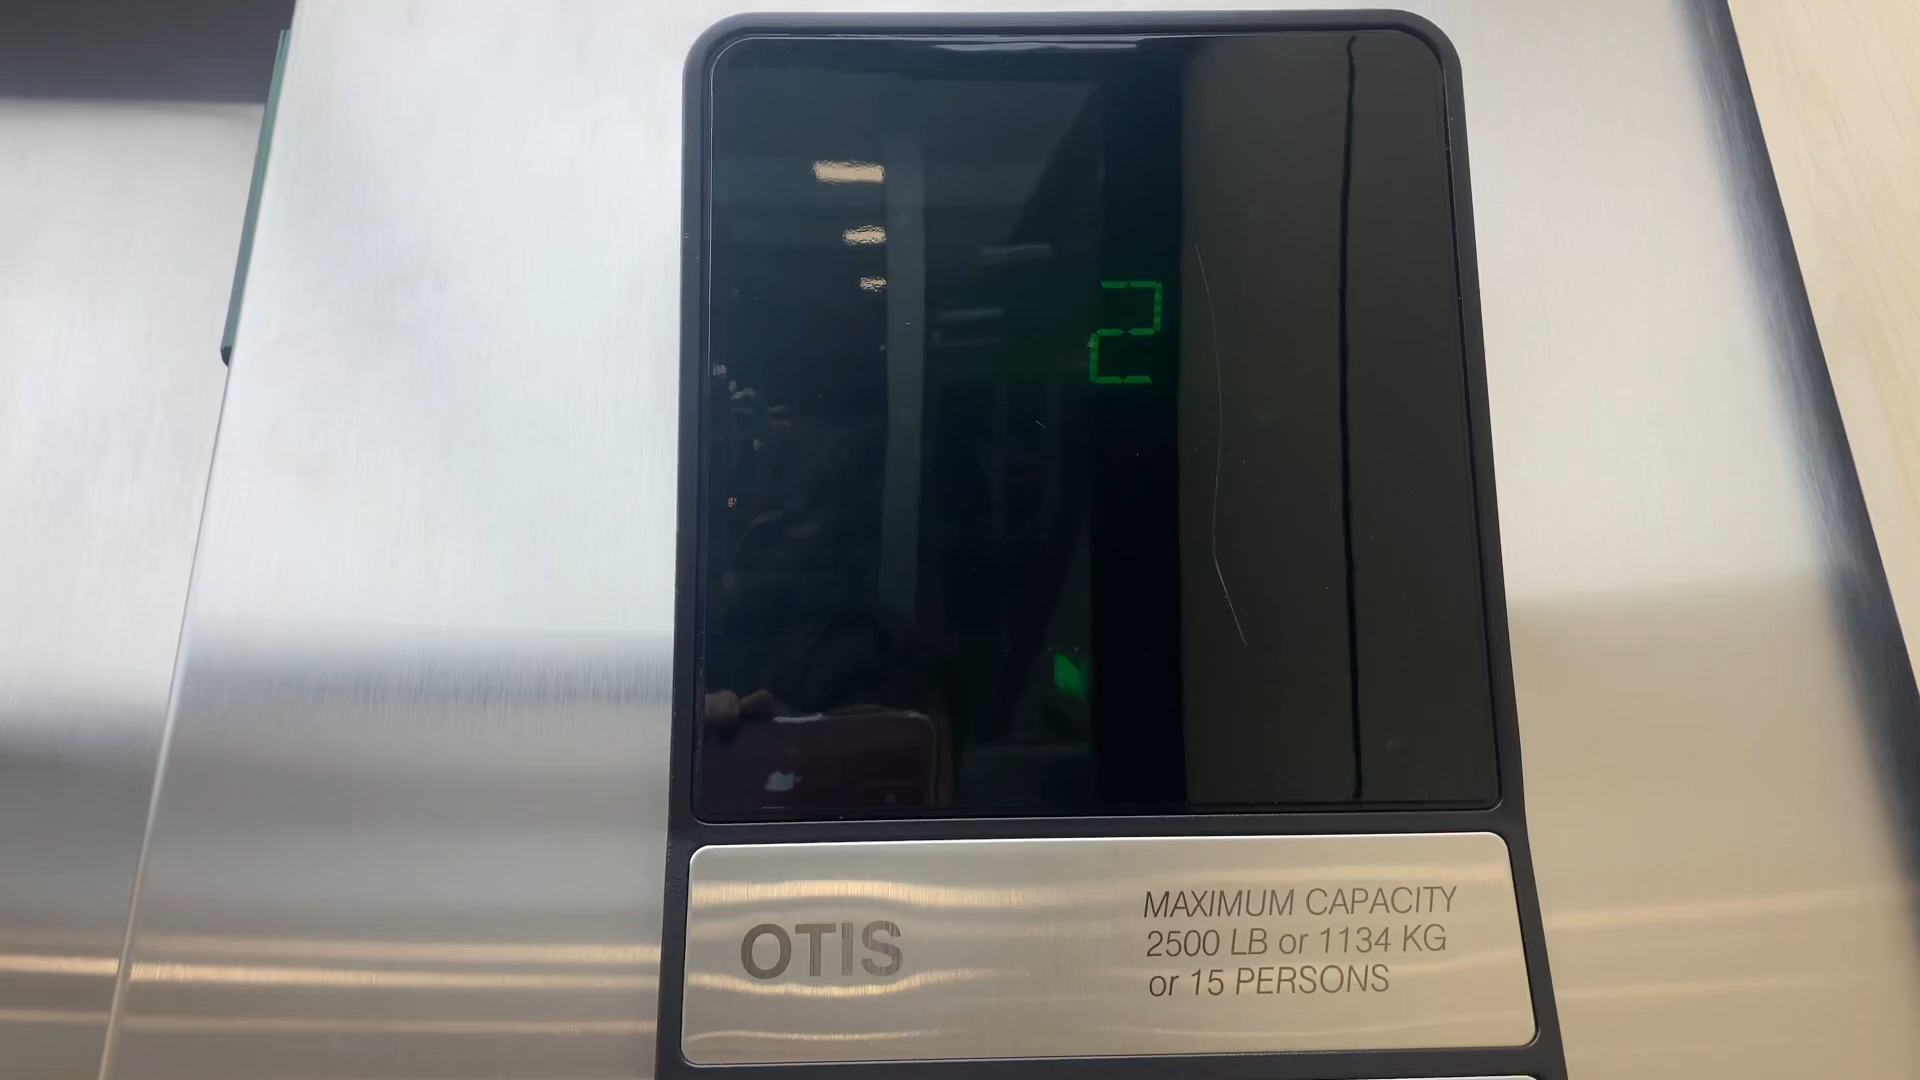 2
OTIS
MAXIMUM CAPACITY
2500 LB or 1134 KG
or 15 PERSONS